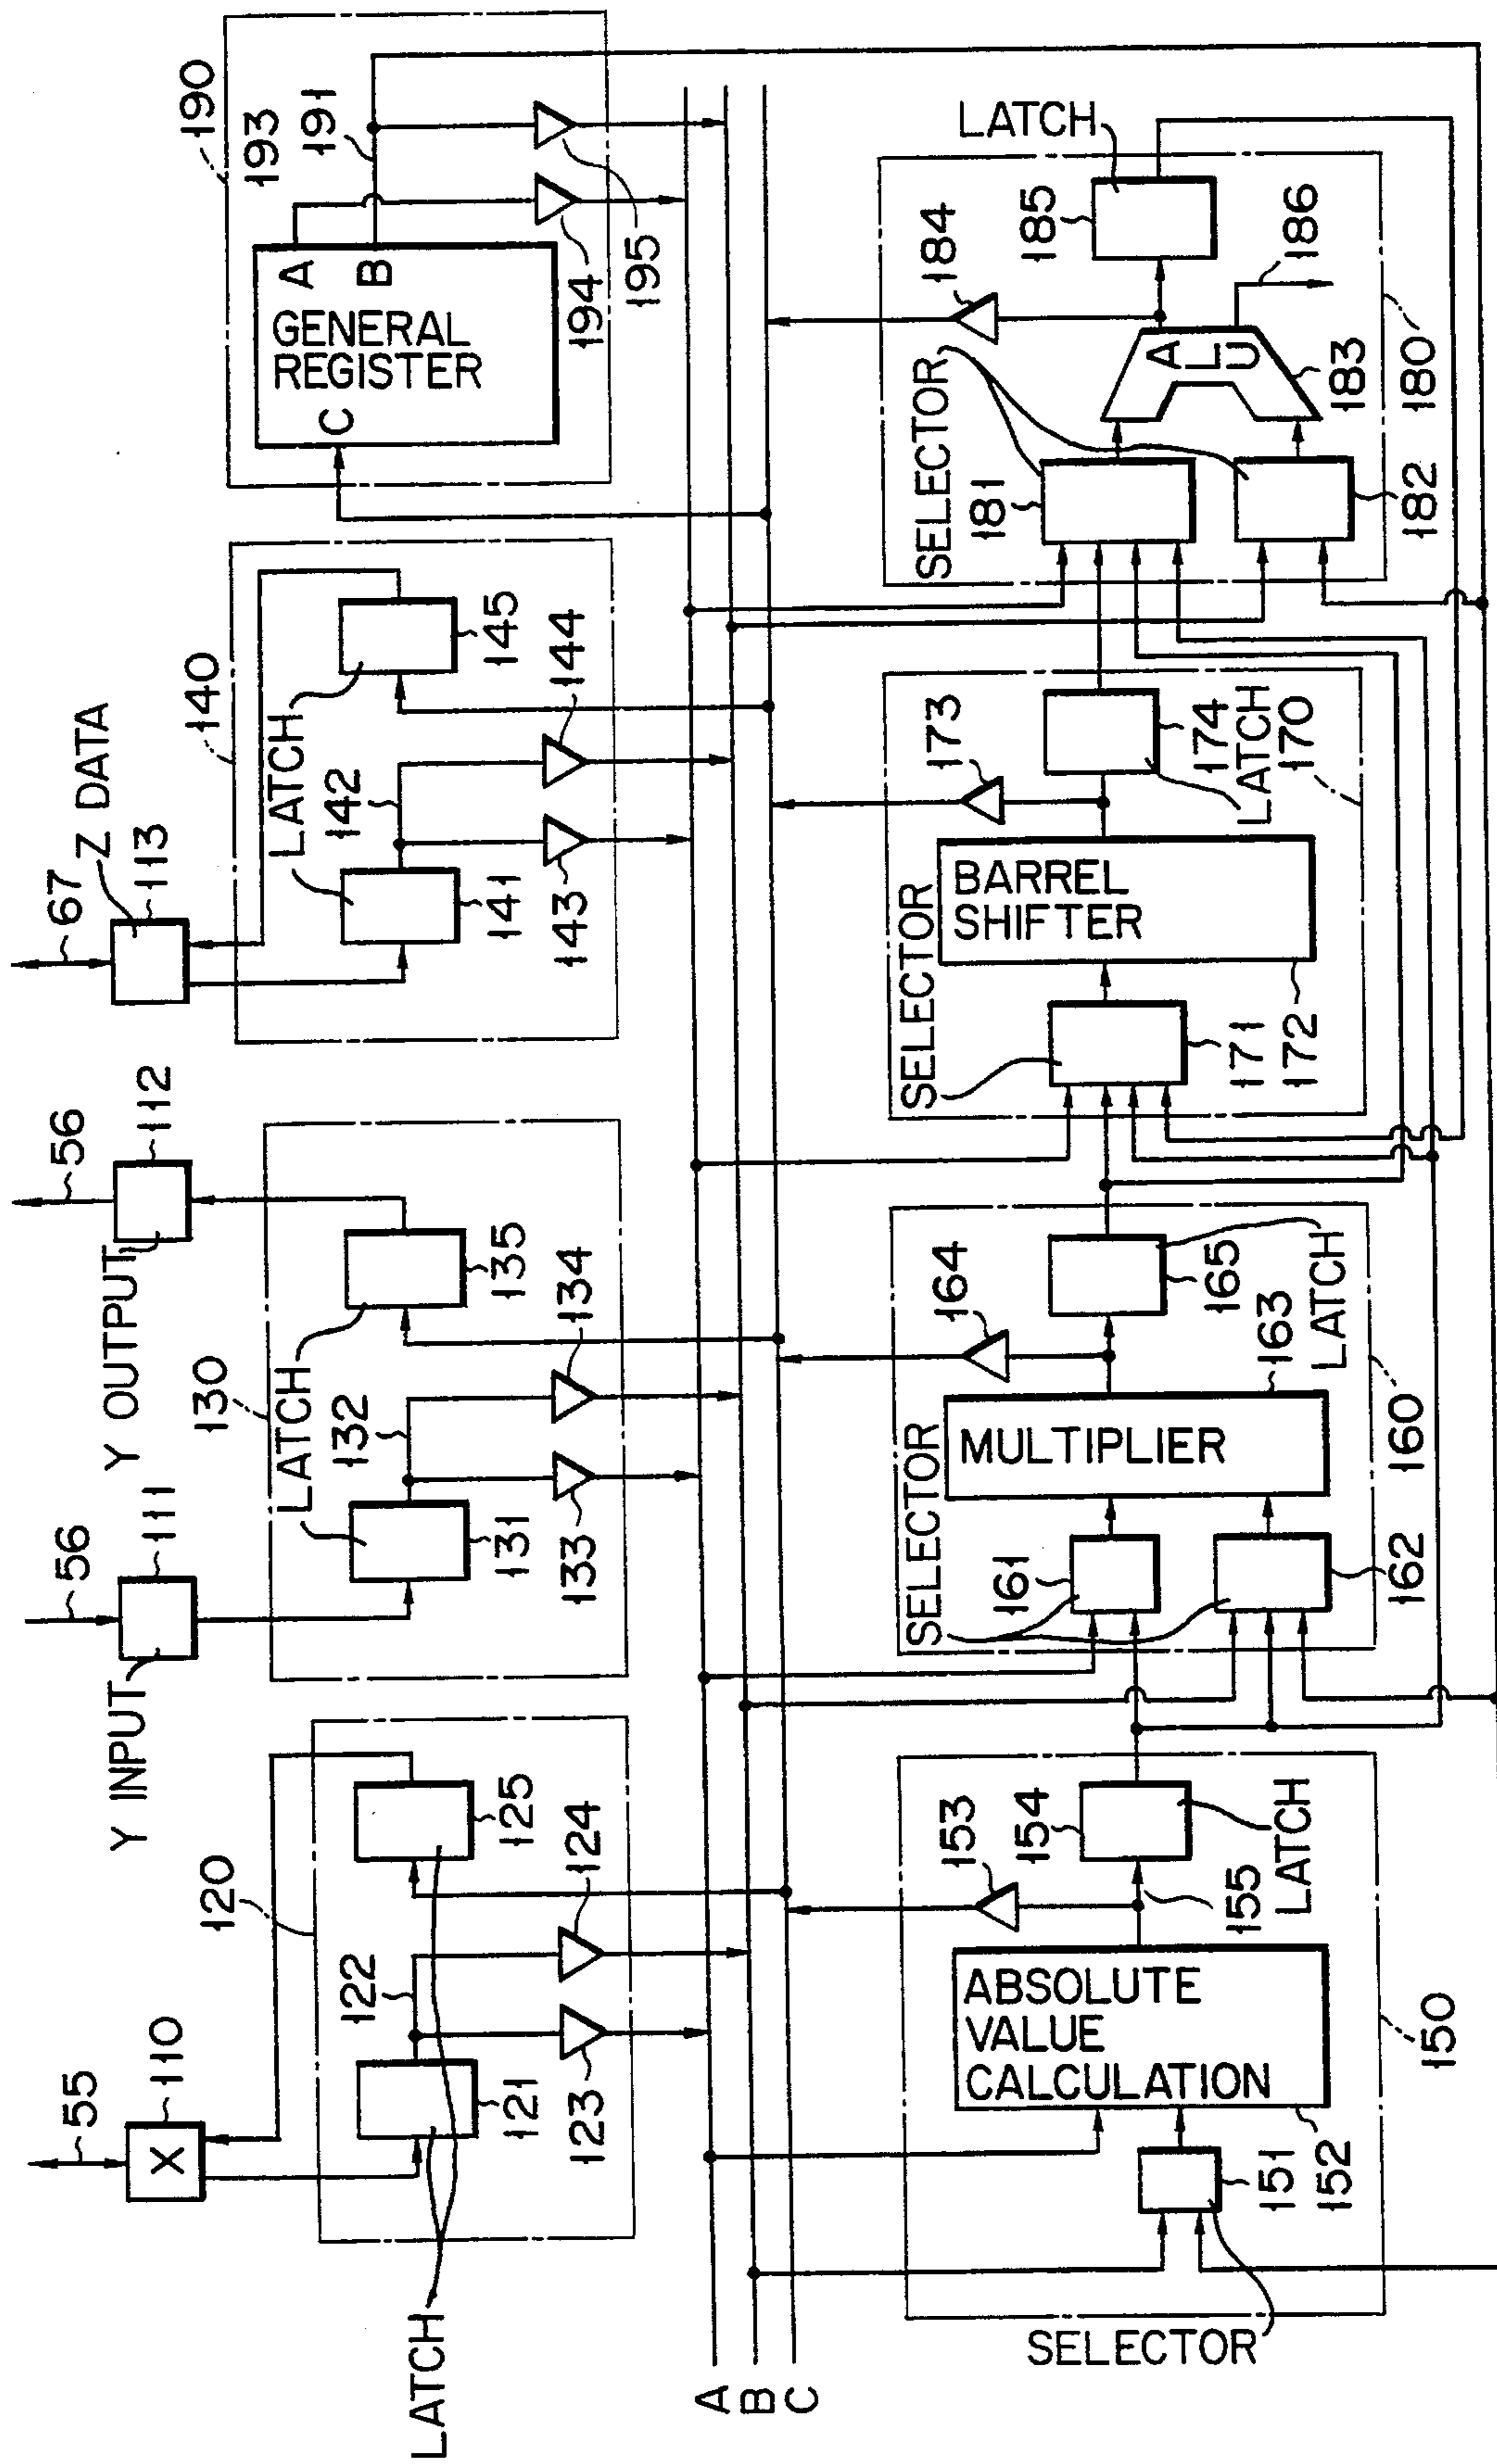 55
110
X
120
122
121
125
123
124
LATCH
56
111
Y INPUT
56
112
Y OUTPUT
130
LATCH
132
131
135
133
134
67
Z DATA
113
140
LATCH
142
141
145
143
144
190
193
191
A
B
C
GENERAL
REGISTER
194
195
A
B
C
153
154
155
LATCH
ABSOLUTE
VALUE
CALCULATION
151
152
150
SELECTOR
SELECTOR
161
162
MULTIPLIER
163
164
165
LATCH
160
SELECTOR
171
172
BARREL
SHIFTER
173
174
LATCH
170
SELECTOR
181
182
ALU
183
184
185
LATCH
186
180